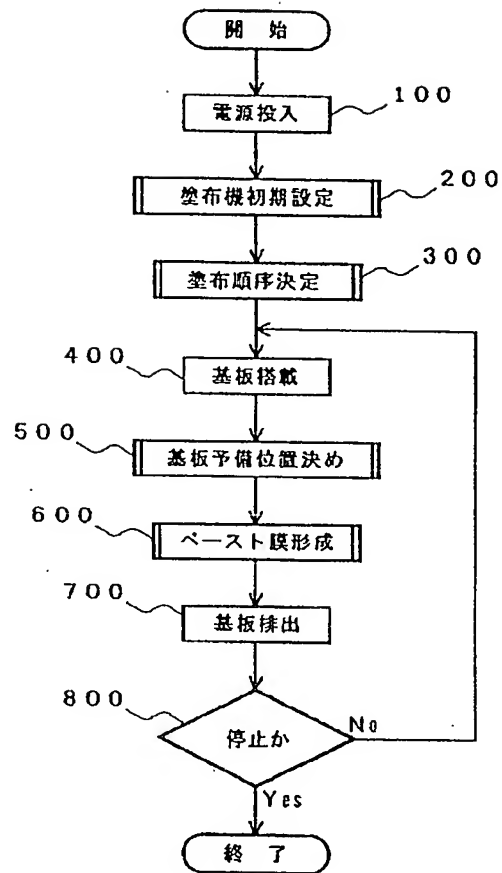 開始
電源投入
100
塗布機初期設定
200
塗布順序決定
300
400
基板搭載
500
基板予備位置決め
600
ペースト膜形成
700
基板排出
800
停止か
No
Yes
終了